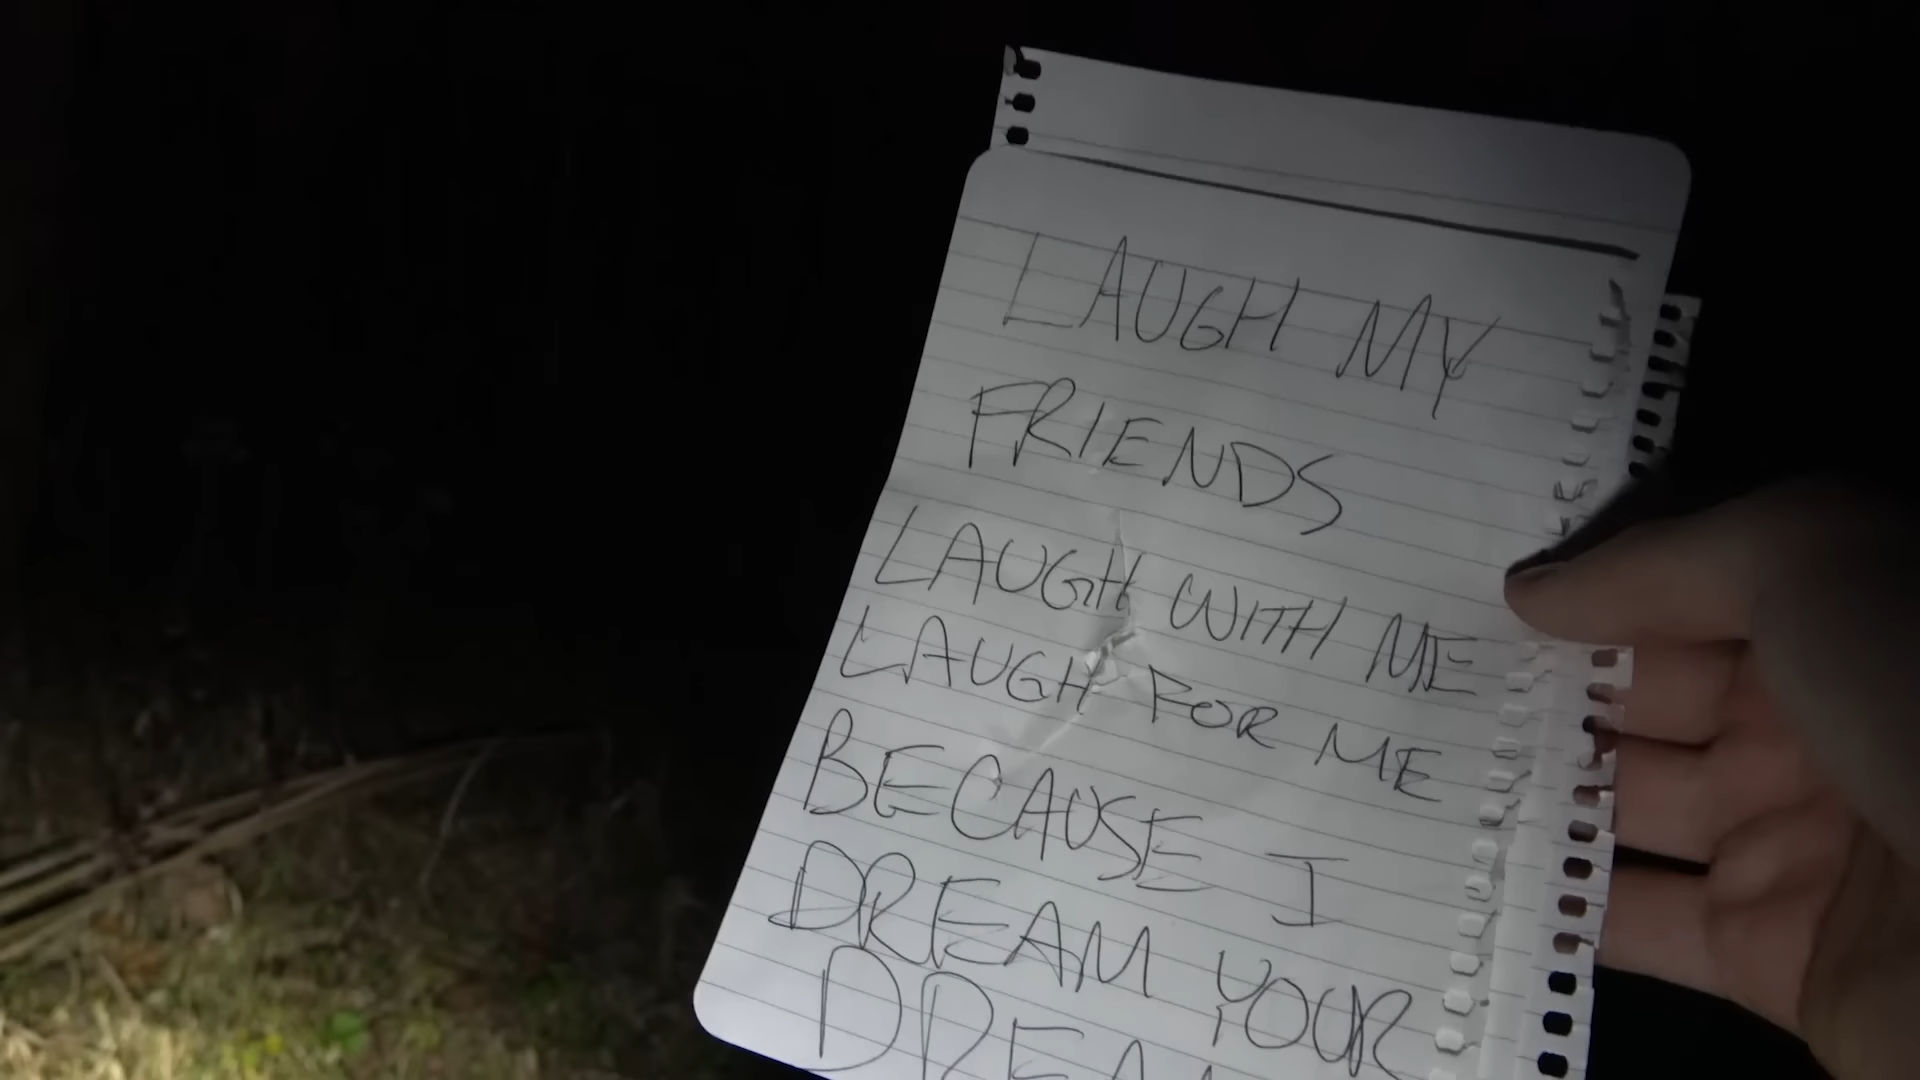 LAUGH MY
FRIENDS
LAUGH WITH ME
LAUGH FOR ME
BECAUSE I
DREAM YOUR